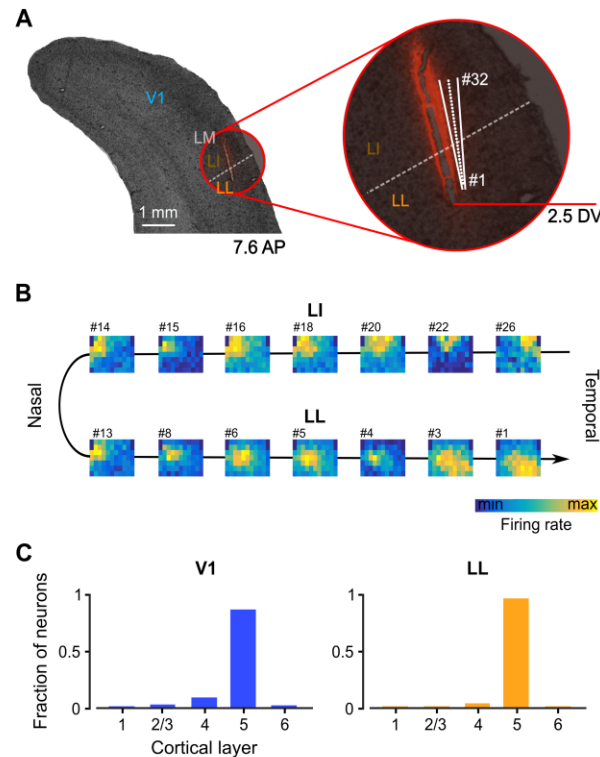 A
V1
LM
LI
LL
1 mm
7.6 AP
#32
LI
LL
#1
2.5 DV
B
LI
#14 #15 #16 #18 #20 #22 #26
Nasal
Temporal
LL
#13 #8 #6 #5 #4 #3 #1
min max
Firing rate
C
V1 LL
Fraction of neurons
1 1
0.5 0.5
0 0
1 2/3 4 5 6 1 2/3 4 5 6
Cortical layer